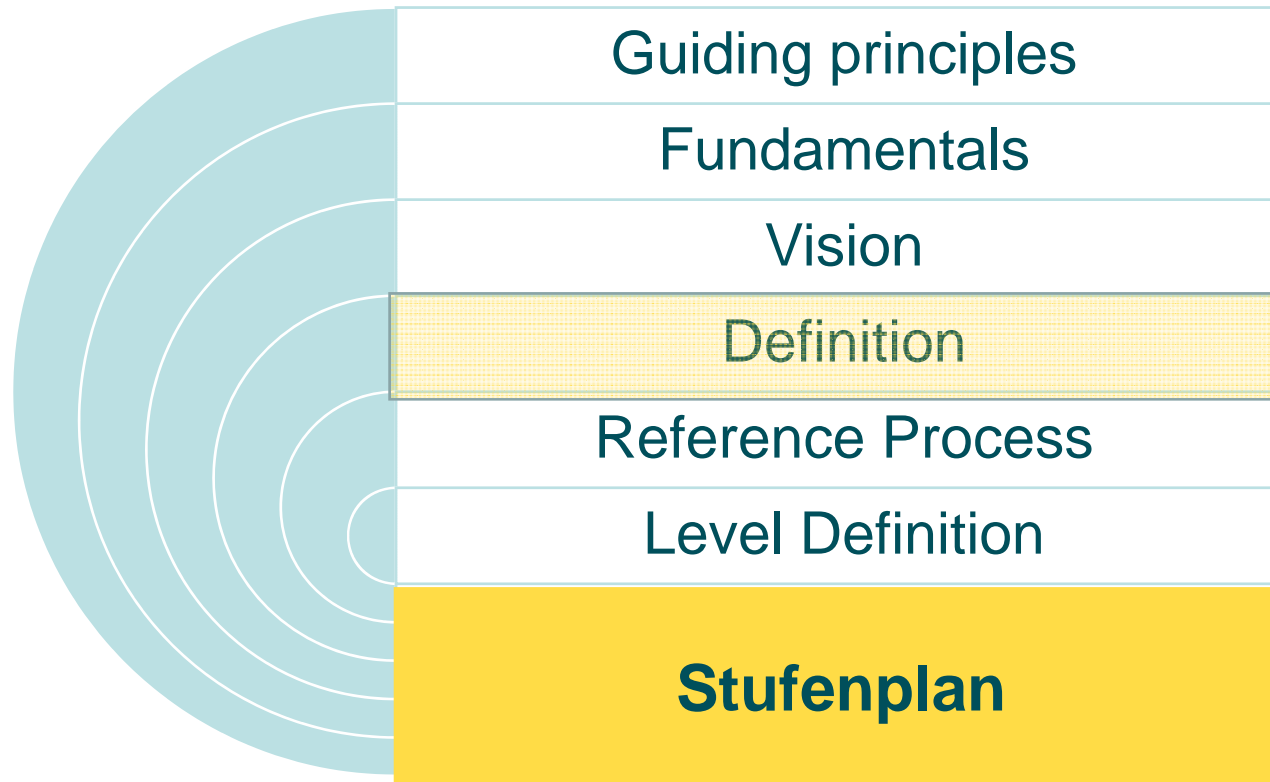 Guiding principles
Fundamentals
Vision
Definition
Reference Process
Level Definition
Stufenplan